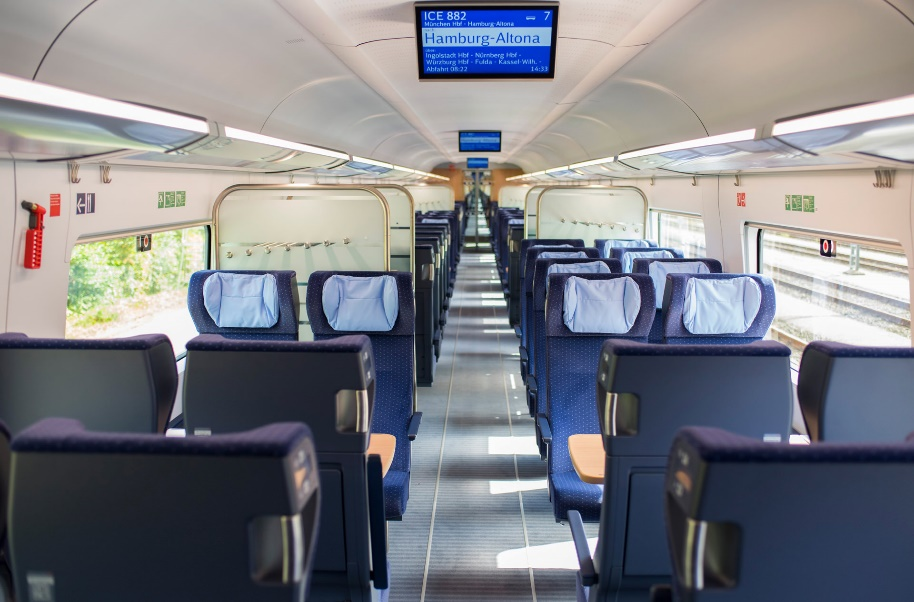 ICE 882 7
München Hbf - Hamburg-Altona
Hamburg-Altona
Ingolstadt Hbf - Nürnberg Hbf -
Würzburg Hbf - Fulda - Kassel-Wilh. -
Abfahrt 08:22 14:33